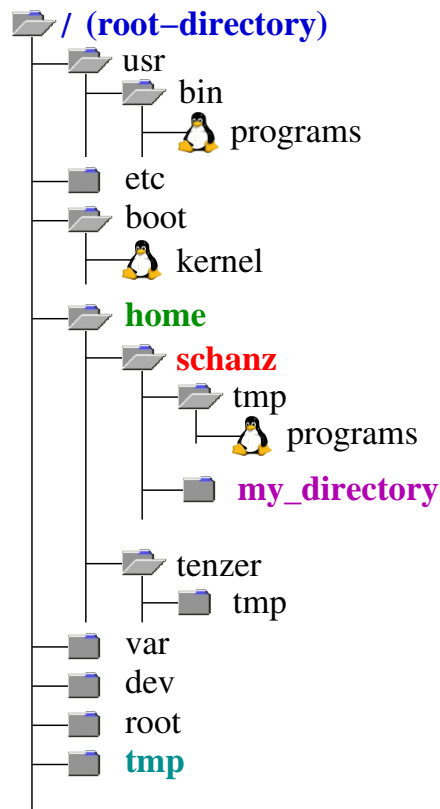 / (root-directory)
usr
bin
programs
etc
boot
kernel
home
schanz
tmp
programs
my_directory
tenzer
tmp
var
dev
root
tmp